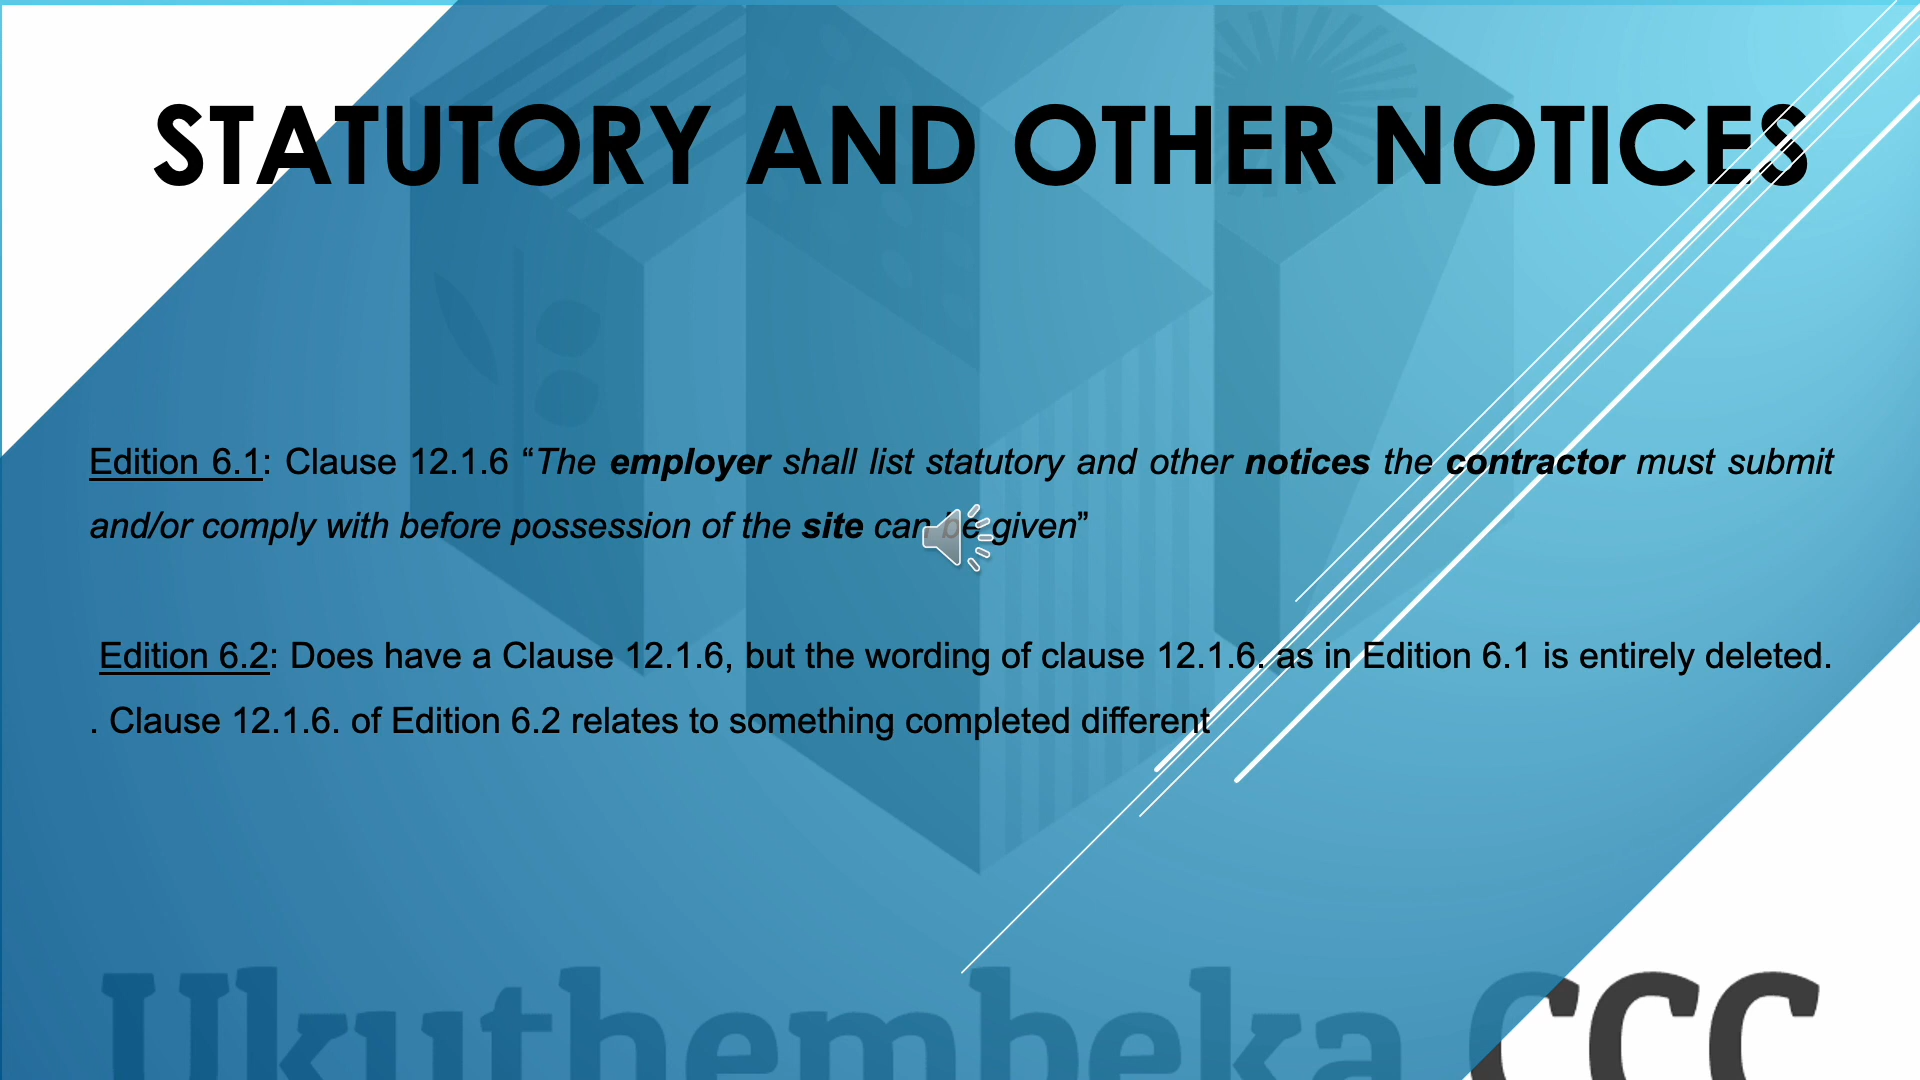 STATUTORY AND OTHER NOTICES
Edition 6.1: Clause 12.1.6 “The employer shall list statutory and other notices the contractor must submit
and/or comply with before possession of the site can be given”
Edition 6.2: Does have a Clause 12.1.6, but the wording of clause 12.1.6. as in Edition 6.1 is entirely deleted.
. Clause 12.1.6. of Edition 6.2 relates to something completed different
Ukuthembeka CCC